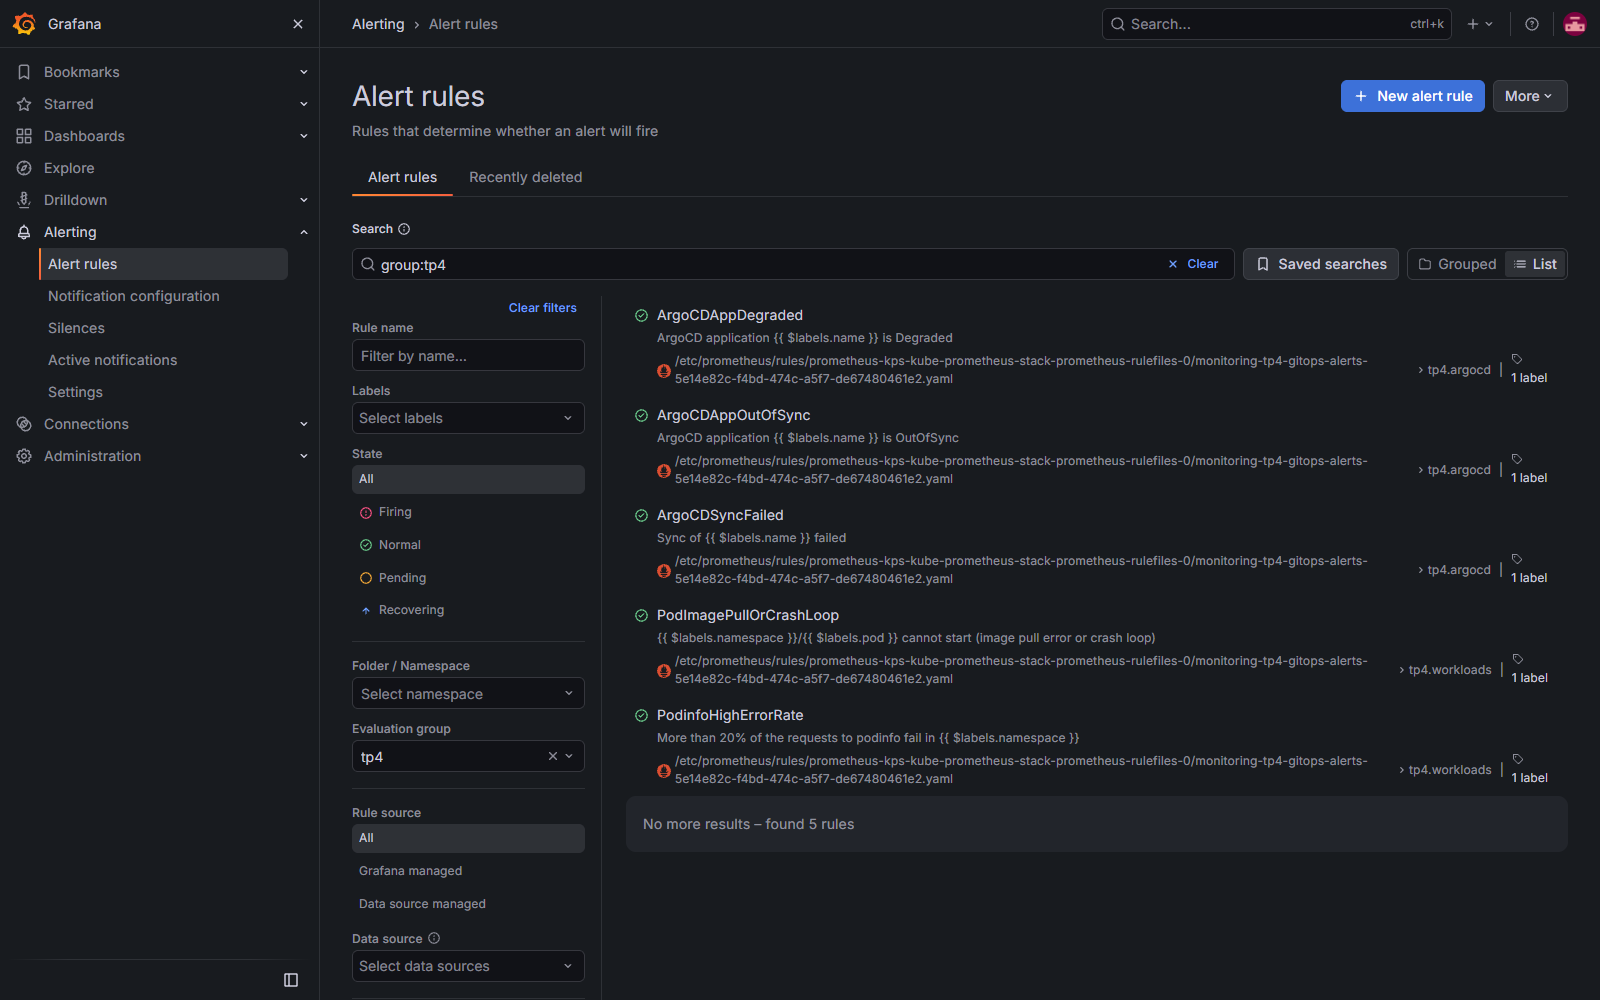 Grafana
Alerting › Alert rules
Search...
ctrl+k
Bookmarks
Starred
Dashboards
Explore
Drilldown
Alerting
Alert rules
Notification configuration
Silences
Active notifications
Settings
Connections
Administration
Alert rules
Rules that determine whether an alert will fire
New alert rule
More
Alert rules
Recently deleted
Search
group:tp4
Clear
Saved searches
Grouped
List
Clear filters
Rule name
Filter by name...
Labels
Select labels
State
All
Firing
Normal
Pending
Recovering
Folder / Namespace
Select namespace
Evaluation group
tp4
Rule source
All
Grafana managed
Data source managed
Data source
Select data sources
ArgoCDAppDegraded
ArgoCD application {{ $labels.name }} is Degraded
/etc/prometheus/rules/prometheus-kps-kube-prometheus-stack-prometheus-rulefiles-0/monitoring-tp4-gitops-alerts-
5e14e82c-f4bd-474c-a5f7-de67480461e2.yaml
› tp4.argocd
1 label
ArgoCDAppOutOfSync
ArgoCD application {{ $labels.name }} is OutOfSync
/etc/prometheus/rules/prometheus-kps-kube-prometheus-stack-prometheus-rulefiles-0/monitoring-tp4-gitops-alerts-
5e14e82c-f4bd-474c-a5f7-de67480461e2.yaml
› tp4.argocd
1 label
ArgoCDSyncFailed
Sync of {{ $labels.name }} failed
/etc/prometheus/rules/prometheus-kps-kube-prometheus-stack-prometheus-rulefiles-0/monitoring-tp4-gitops-alerts-
5e14e82c-f4bd-474c-a5f7-de67480461e2.yaml
› tp4.argocd
1 label
PodImagePullOrCrashLoop
{{ $labels.namespace }}/{{ $labels.pod }} cannot start (image pull error or crash loop)
/etc/prometheus/rules/prometheus-kps-kube-prometheus-stack-prometheus-rulefiles-0/monitoring-tp4-gitops-alerts-
5e14e82c-f4bd-474c-a5f7-de67480461e2.yaml
› tp4.workloads
1 label
PodinfoHighErrorRate
More than 20% of the requests to podinfo fail in {{ $labels.namespace }}
/etc/prometheus/rules/prometheus-kps-kube-prometheus-stack-prometheus-rulefiles-0/monitoring-tp4-gitops-alerts-
5e14e82c-f4bd-474c-a5f7-de67480461e2.yaml
› tp4.workloads
1 label
No more results – found 5 rules